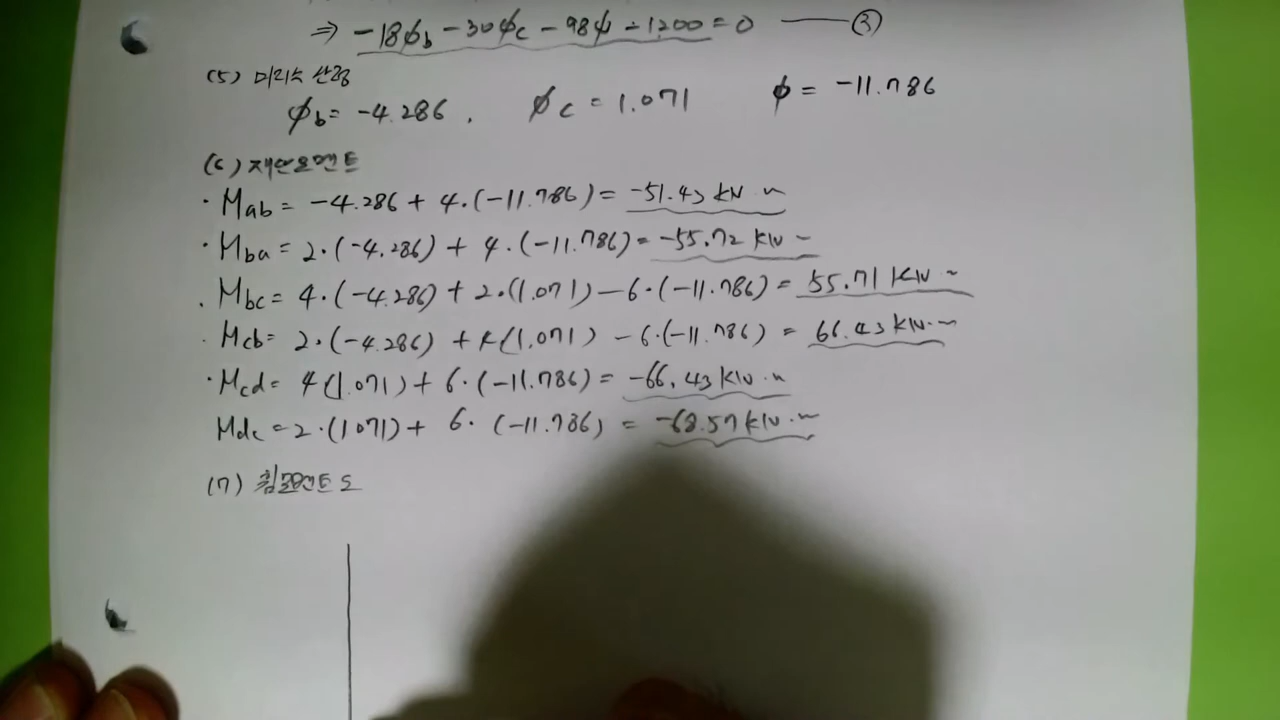 ⇒ -18ϕb - 30ϕc - 98ψ - 1200 = 0 ——— ③
(5) 미지수 산정
ϕb = -4.286 , ϕc = 1.071 ϕ = -11.786
(6) 재단모멘트
· Mab = -4.286 + 4·(-11.786) = -51.43 kN·m
· Mba = 2·(-4.286) + 4·(-11.786) = -55.72 kN·m
· Mbc = 4·(-4.286) + 2·(1.071) - 6·(-11.786) = 55.71 kN·m
· Mcb = 2·(-4.286) + 4(1.071) - 6·(-11.786) = 66.43 kN·m
· Mcd = 4(1.071) + 6·(-11.786) = -66.43 kN·m
Mdc = 2·(1.071) + 6·(-11.786) = -68.57 kN·m
(7) 휨모멘트도